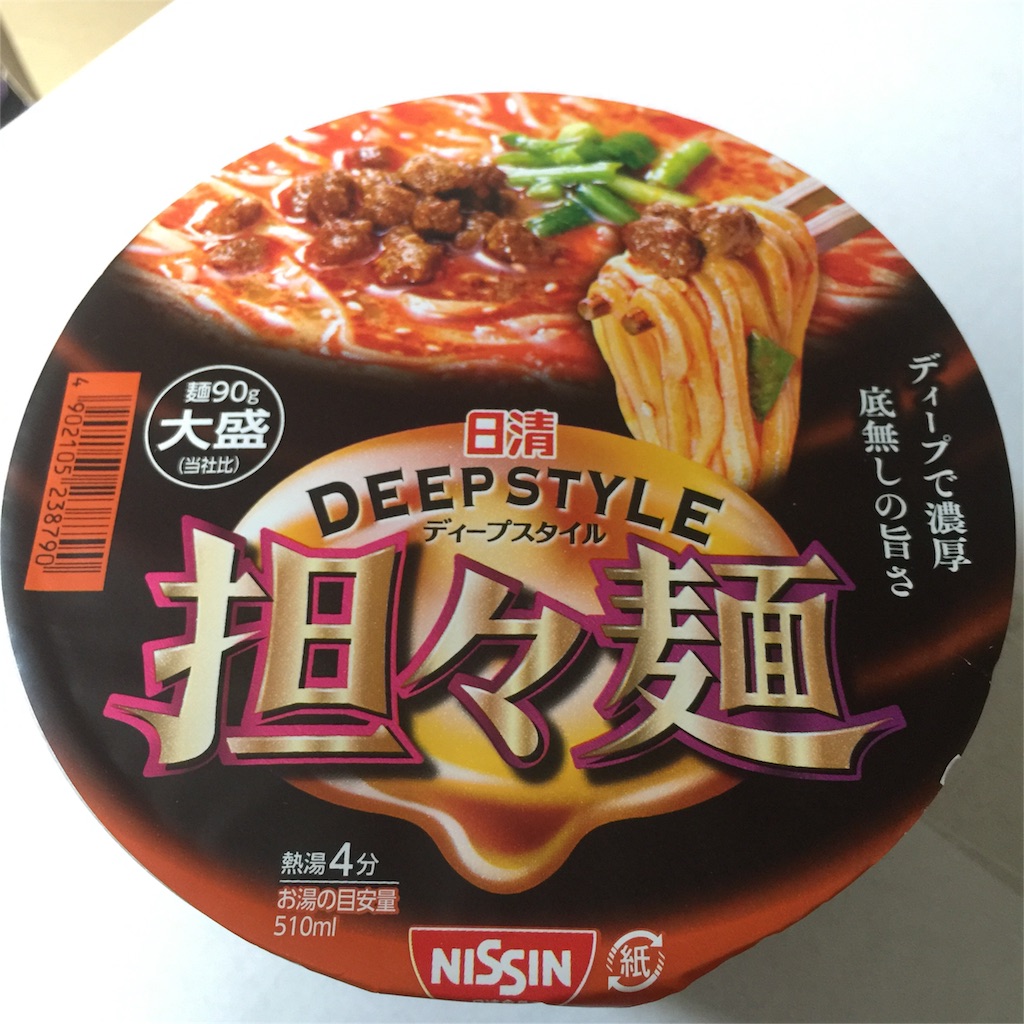 麺90g
大盛
(当社比)
4 902105 238790
ディープで濃厚
底無しの旨さ
日清
DEEP STYLE
ディープスタイル
担々麺
熱湯4分
お湯の目安量
510ml
NISSIN
紙